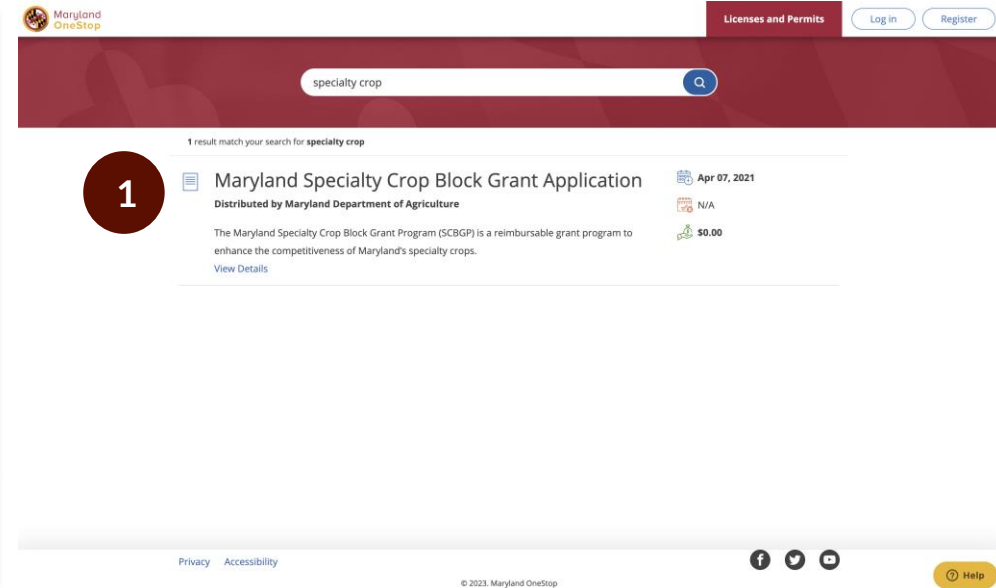 Maryland
OneStop
Licenses and Permits
Log in
Register
specialty crop
1 result match your search for specialty crop
1
Maryland Specialty Crop Block Grant Application
Apr 07, 2021
Distributed by Maryland Department of Agriculture
N/A
The Maryland Specialty Crop Block Grant Program (SCBGP) is a reimbursable grant program to
$0.00
enhance the competitiveness of Maryland's specialty crops.
View Details
Privacy Accessibility
© 2023. Maryland OneStop
Help